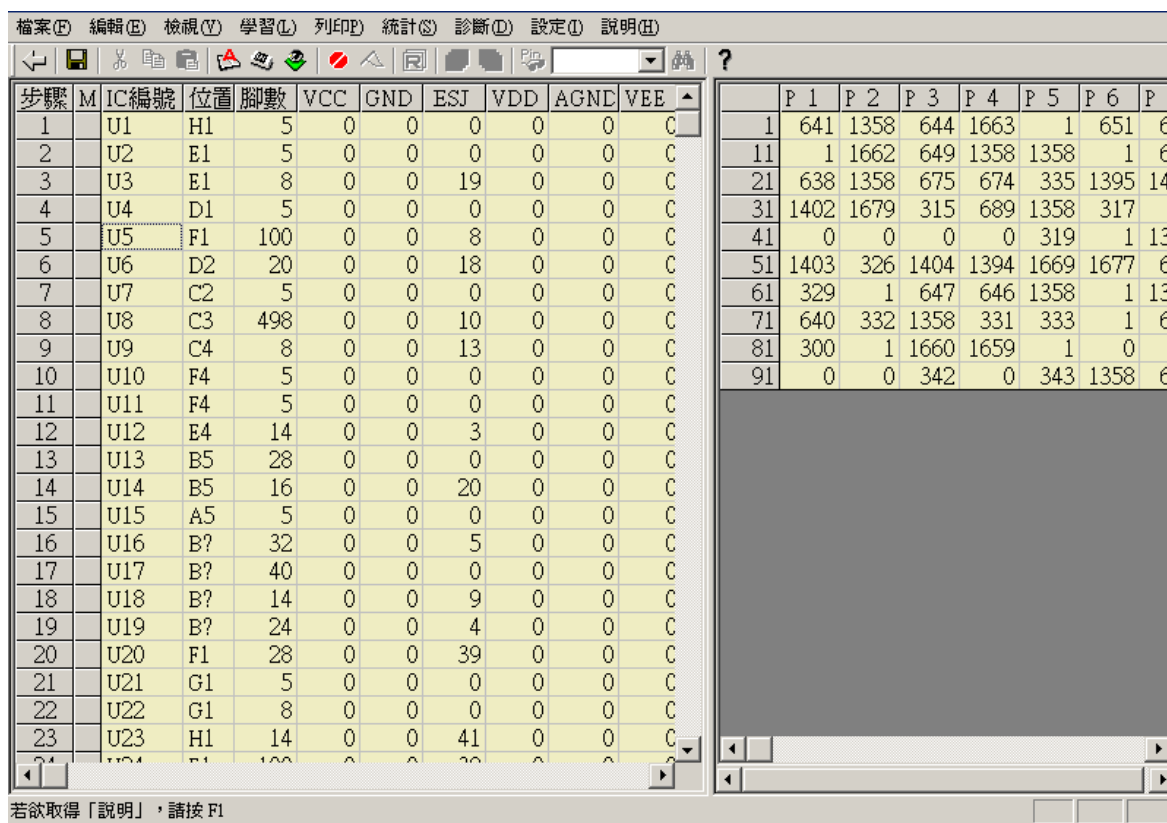 檔案(F) 編輯(E) 檢視(V) 學習(L) 列印P) 統計(S) 診斷(D) 設定(I) 說明(H)
步驟 M IC編號 位置 腳數 VCC GND ESJ VDD AGND VEE
1 U1 H1 5 0 0 0 0 0
2 U2 E1 5 0 0 0 0 0
3 U3 E1 8 0 0 19 0 0
4 U4 D1 5 0 0 0 0 0
5 U5 F1 100 0 0 8 0 0
6 U6 D2 20 0 0 18 0 0
7 U7 C2 5 0 0 0 0 0
8 U8 C3 498 0 0 10 0 0
9 U9 C4 8 0 0 13 0 0
10 U10 F4 5 0 0 0 0 0
11 U11 F4 5 0 0 0 0 0
12 U12 E4 14 0 0 3 0 0
13 U13 B5 28 0 0 0 0 0
14 U14 B5 16 0 0 20 0 0
15 U15 A5 5 0 0 0 0 0
16 U16 B? 32 0 0 5 0 0
17 U17 B? 40 0 0 0 0 0
18 U18 B? 14 0 0 9 0 0
19 U19 B? 24 0 0 4 0 0
20 U20 F1 28 0 0 39 0 0
21 U21 G1 5 0 0 0 0 0
22 U22 G1 8 0 0 0 0 0
23 U23 H1 14 0 0 41 0 0
P 1 P 2 P 3 P 4 P 5 P 6 P
1 641 1358 644 1663 1 651
11 1 1662 649 1358 1358 1
21 638 1358 675 674 335 1395
31 1402 1679 315 689 1358 317
41 0 0 0 0 319 1
51 1403 326 1404 1394 1669 1677
61 329 1 647 646 1358 1
71 640 332 1358 331 333 1
81 300 1 1660 1659 1 0
91 0 0 342 0 343 1358
若欲取得「說明」,請按 F1